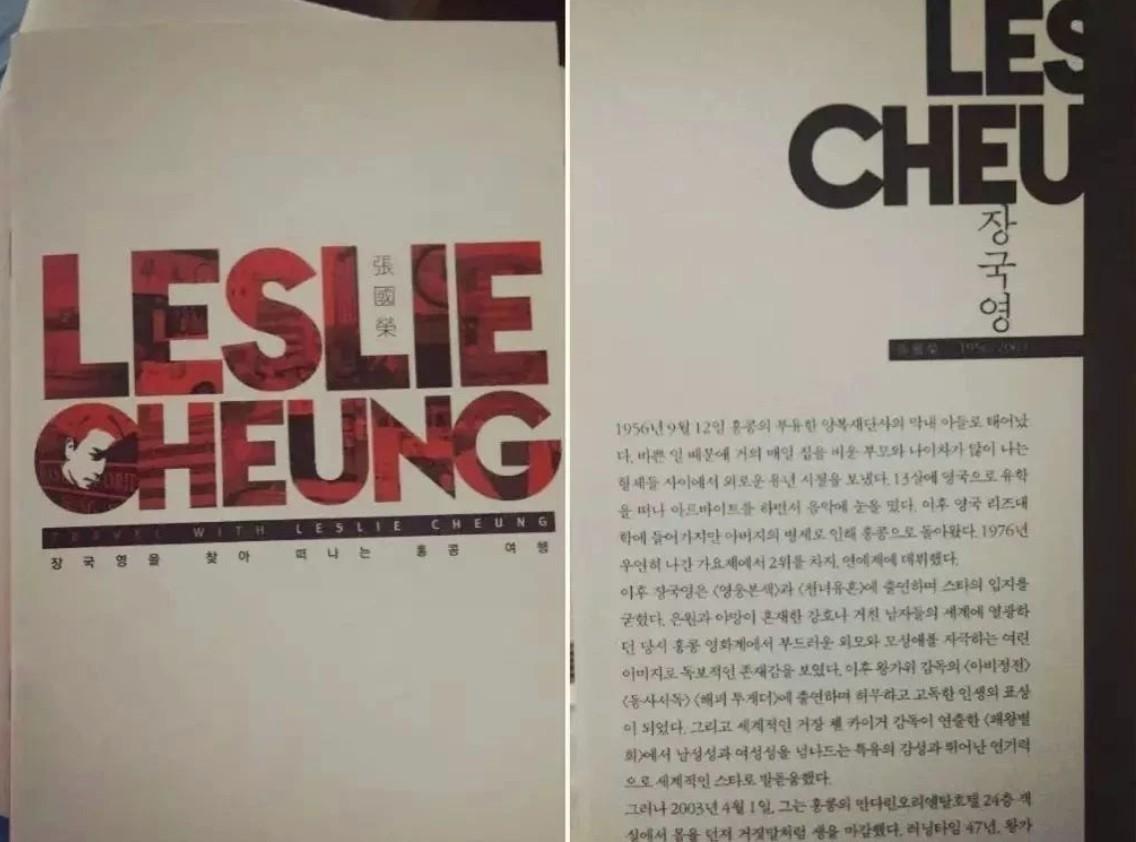 LESLIE
張
國
榮
CHEUNG
TRAVEL WITH LESLIE CHEUNG
장국영을 찾아 떠나는 홍콩 여행
LES
CHEU
장
국
영
張國榮 1956-2003
1956년 9월 12일 홍콩의 부유한 양복재단사의 막내 아들로 태어났
다. 바쁜 일 때문에 거의 매일 집을 비운 부모와 나이차가 많이 나는
형제들 사이에서 외로운 유년 시절을 보냈다. 13살에 영국으로 유학
을 떠나 아르바이트를 하면서 음악에 눈을 떴다. 이후 영국 리즈대
학에 들어가지만 아버지의 병세로 인해 홍콩으로 돌아왔다. 1976년
우연히 나간 가요제에서 2위를 차지, 연예계에 데뷔했다.
이후 장국영은 <영웅본색>과 <천녀유혼>에 출연하며 스타의 입지를
굳혔다. 은원과 야망이 혼재한 강호나 거친 남자들의 세계에 열광하
던 당시 홍콩 영화계에서 부드러운 외모와 모성애를 자극하는 여린
이미지로 독보적인 존재감을 보였다. 이후 왕가위 감독의 <아비정전>
<동사서독> <해피 투게더>에 출연하며 허무하고 고독한 인생의 표상
이 되었다. 그리고 세계적인 거장 첸 카이거 감독이 연출한 <패왕별
희>에서 남성성과 여성성을 넘나드는 특유의 감성과 뛰어난 연기력
으로 세계적인 스타로 발돋움했다.
그러나 2003년 4월 1일, 그는 홍콩의 만다린오리엔탈호텔 24층 객
실에서 몸을 던져 거짓말처럼 생을 마감했다. 러닝타임 47년, 왕가